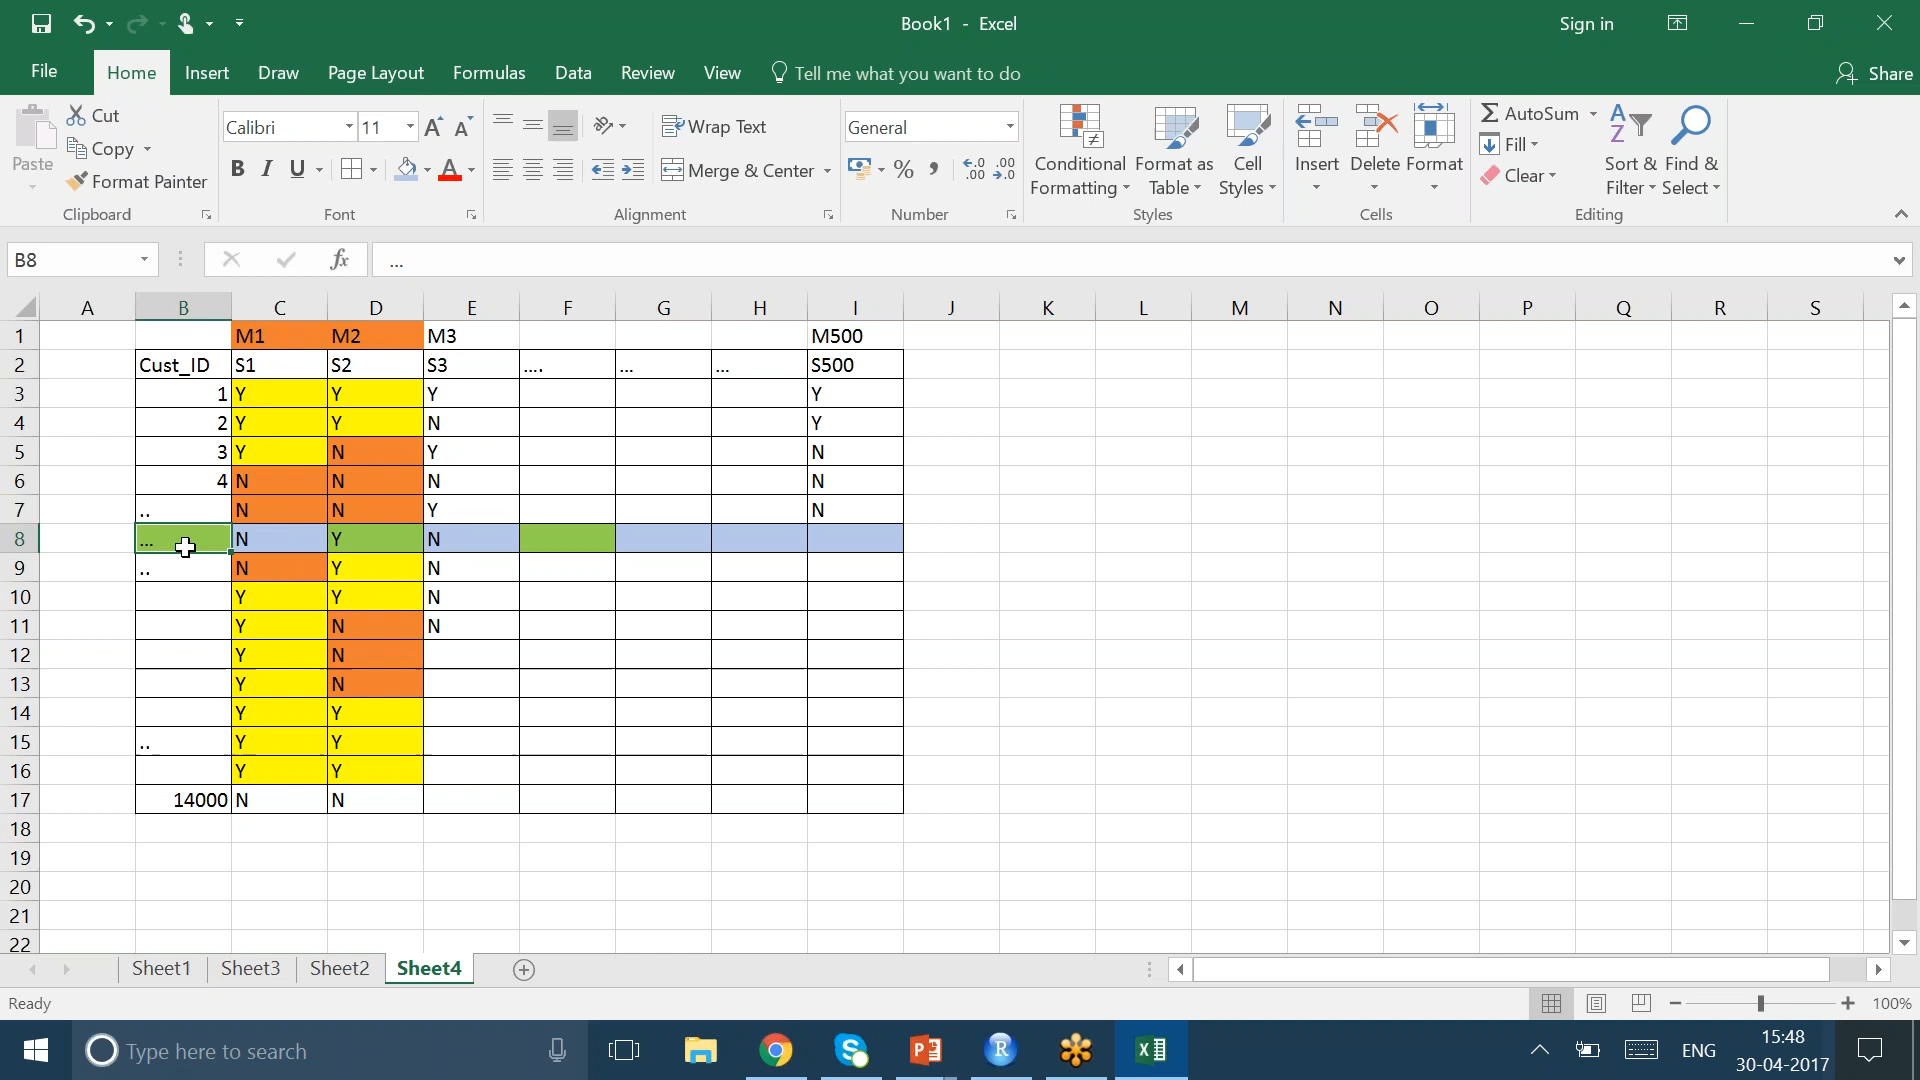 Book1 - Excel
Sign in
File
Home
Insert
Draw
Page Layout
Formulas
Data
Review
View
Tell me what you want to do
Share
Paste
Cut
Copy
Format Painter
Clipboard
Calibri
11
B I U
A
Font
Wrap Text
Merge & Center
Alignment
General
%
Number
Conditional Formatting
Format as Table
Cell Styles
Styles
Insert
Delete
Format
Cells
AutoSum
Fill
Clear
Sort & Filter
Find & Select
Editing
B8
fx
...
A B C D E F G H I J K L M N O P Q R S
1 M1 M2 M3 M500
2 Cust_ID S1 S2 S3 .... ... ... S500
3 1 Y Y Y Y
4 2 Y Y N Y
5 3 Y N Y N
6 4 N N N N
7 .. N N Y N
8 ... N Y N
9 .. N Y N
10 Y Y N
11 Y N N
12 Y N
13 Y N
14 Y Y
15 .. Y Y
16 Y Y
17 14000 N N
18
19
20
21
22
Sheet1 Sheet3 Sheet2 Sheet4
Ready
100%
Type here to search
ENG
15:48
30-04-2017